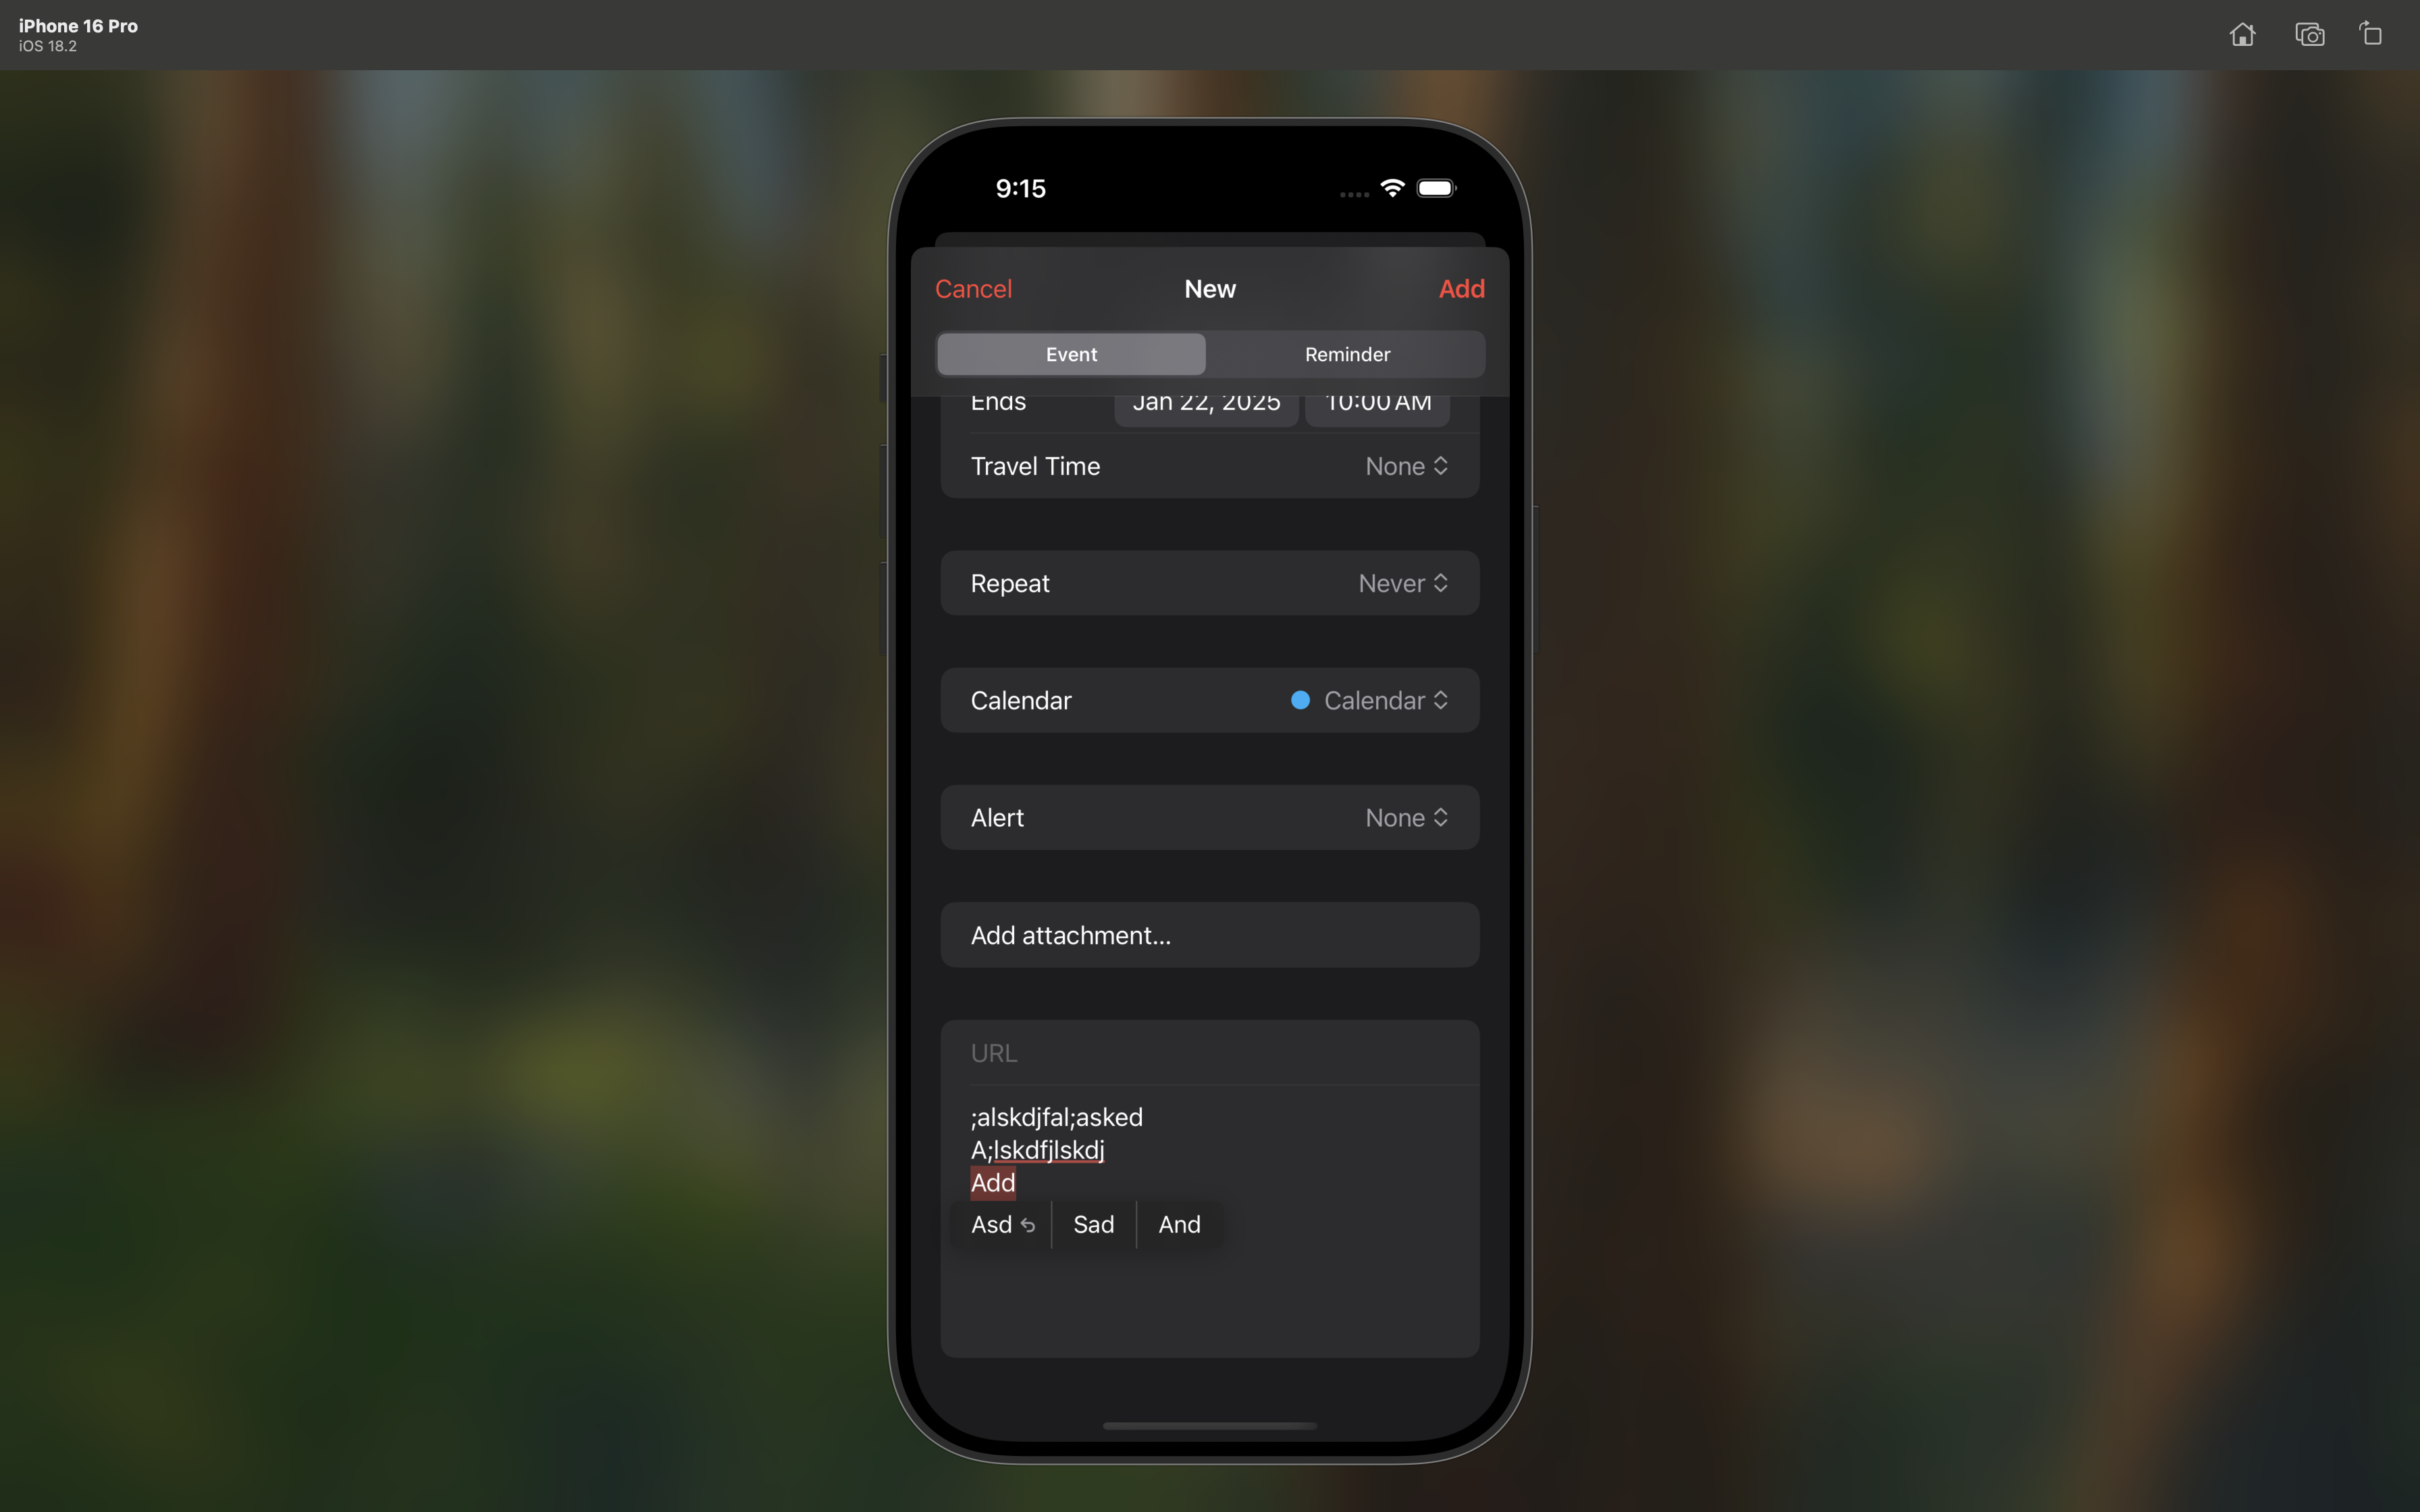 iPhone 16 Pro
iOS 18.2
9:15
Cancel New Add
Event Reminder
Ends Jan 22, 2025 10:00 AM
Travel Time None
Repeat Never
Calendar Calendar
Alert None
Add attachment...
URL
;alskdjfal;asked
A;lskdfjlskdj
Add
Asd Sad And